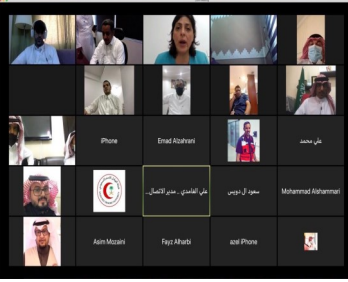 iPhone
Emad Alzahrani
علي محمد
علي الغامدي _ مدير الاتصال...
سعود آل دويس
Mohammad Alshammari
Asim Mozaini
Fayz Alharbi
azel iPhone